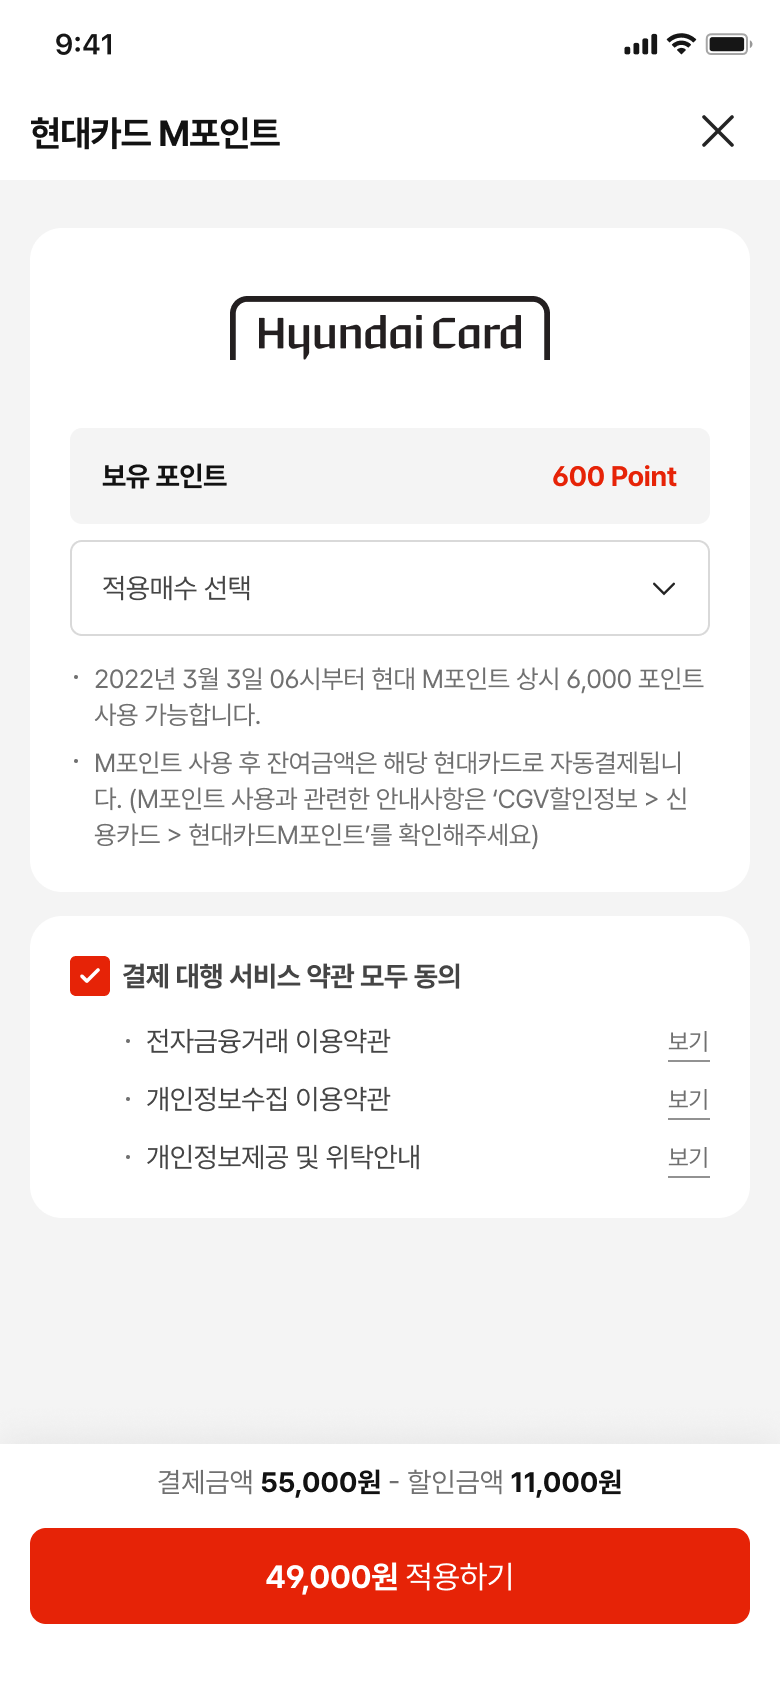 9:41
현대카드 M포인트
Hyundai Card
보유 포인트 600 Point
적용매수 선택
· 2022년 3월 3일 06시부터 현대 M포인트 상시 6,000 포인트
사용 가능합니다.
· M포인트 사용 후 잔여금액은 해당 현대카드로 자동결제됩니
다. (M포인트 사용과 관련한 안내사항은 ‘CGV할인정보 > 신
용카드 > 현대카드M포인트’를 확인해주세요)
결제 대행 서비스 약관 모두 동의
· 전자금융거래 이용약관 보기
· 개인정보수집 이용약관 보기
· 개인정보제공 및 위탁안내 보기
결제금액 55,000원 - 할인금액 11,000원
49,000원 적용하기